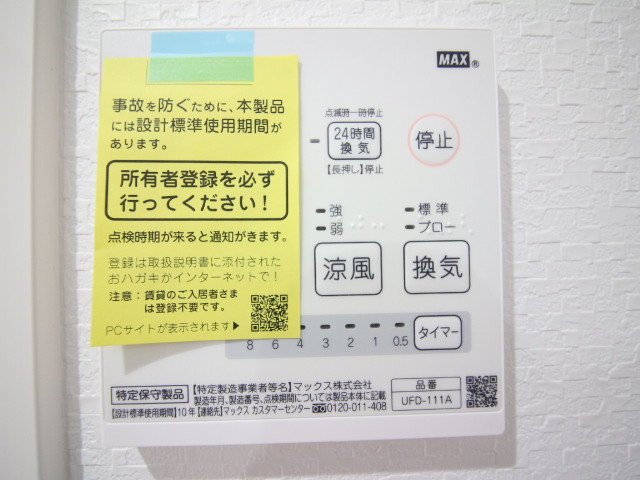 MAX®
事故を防ぐために、本製品
には設計標準使用期間が
あります。
所有者登録を必ず
行ってください！
点検時期が来ると通知がきます。
登録は取扱説明書に添付された
おハガキかインターネットで！
注意：賃貸のご入居者さま
は登録不要です。
PCサイトが表示されます▶
点滅時一時停止
24時間
換気
【長押し】停止
停止
強
弱
標準
ブロー
涼風
換気
8 6 4 3 2 1 0.5
タイマー
特定保守製品
【特定製造事業者等名】マックス株式会社
製造年月、製造番号、点検期間については製品本体に記載
【設計標準使用期間】10年【連絡先】マックス カスタマーセンター 0120-011-408
品番
UFD-111A